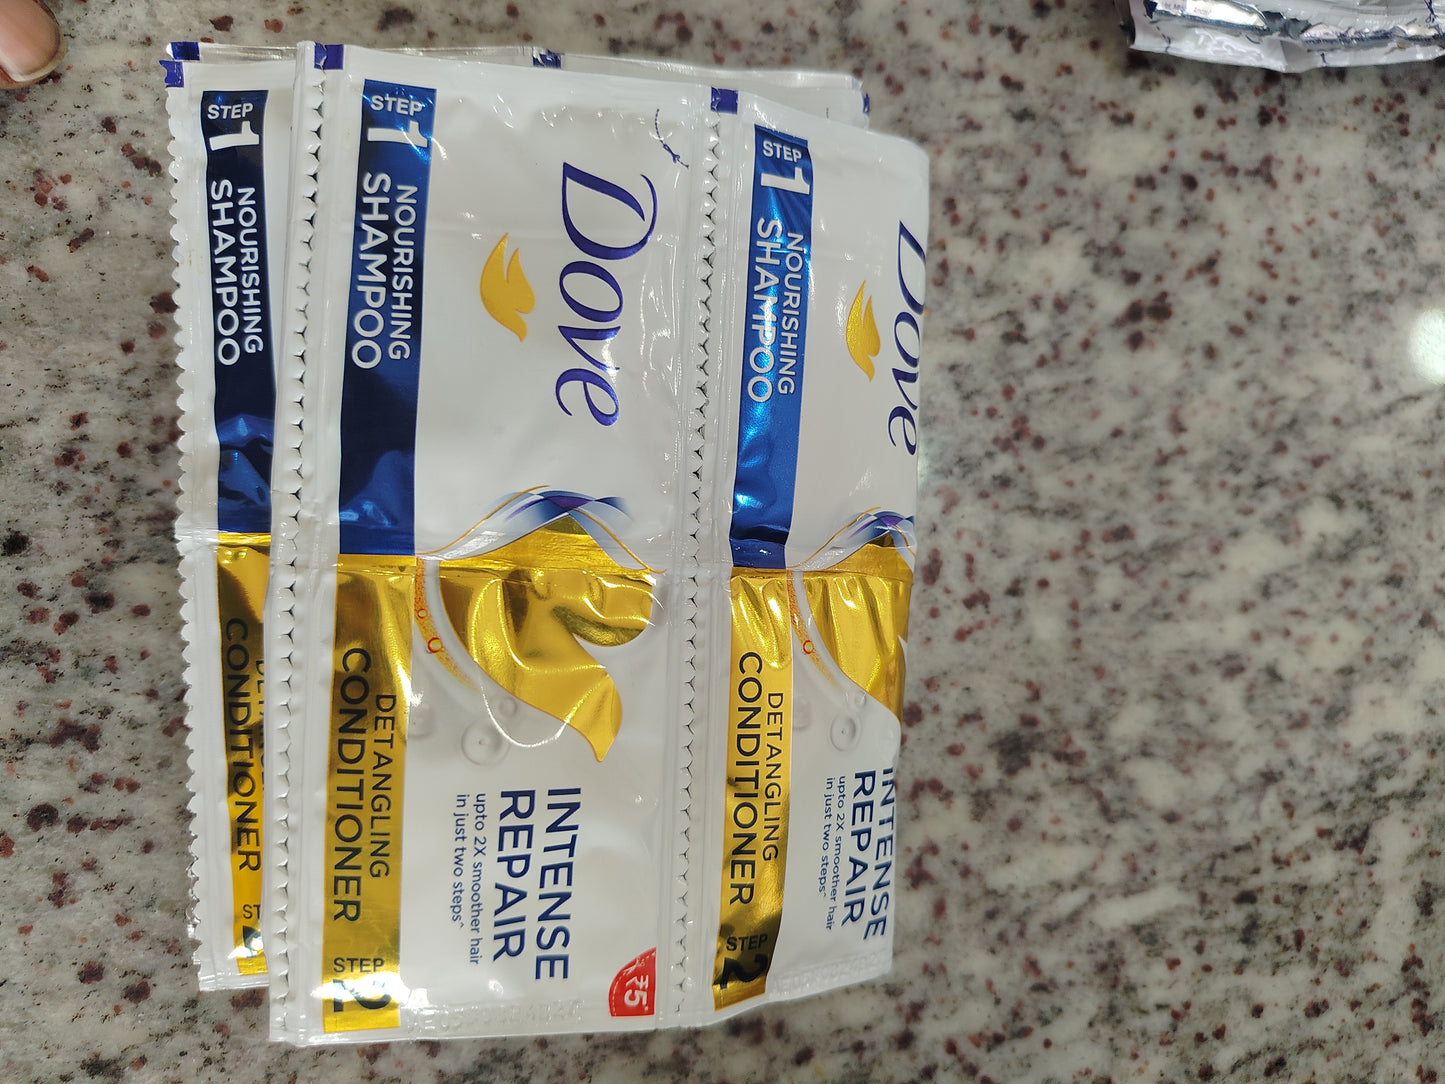 STEP
1
NOURISHING
SHAMPOO
CONDITIONER
STEP
1
NOURISHING
SHAMPOO
Dove
DETANGLING
CONDITIONER
STEP
2
INTENSE
REPAIR
upto 2X smoother hair
in just two steps^
₹5*
STEP
1
NOURISHING
SHAMPOO
Dove
DETANGLING
CONDITIONER
STEP
2
INTENSE
REPAIR
upto 2X smoother hair
in just two steps^